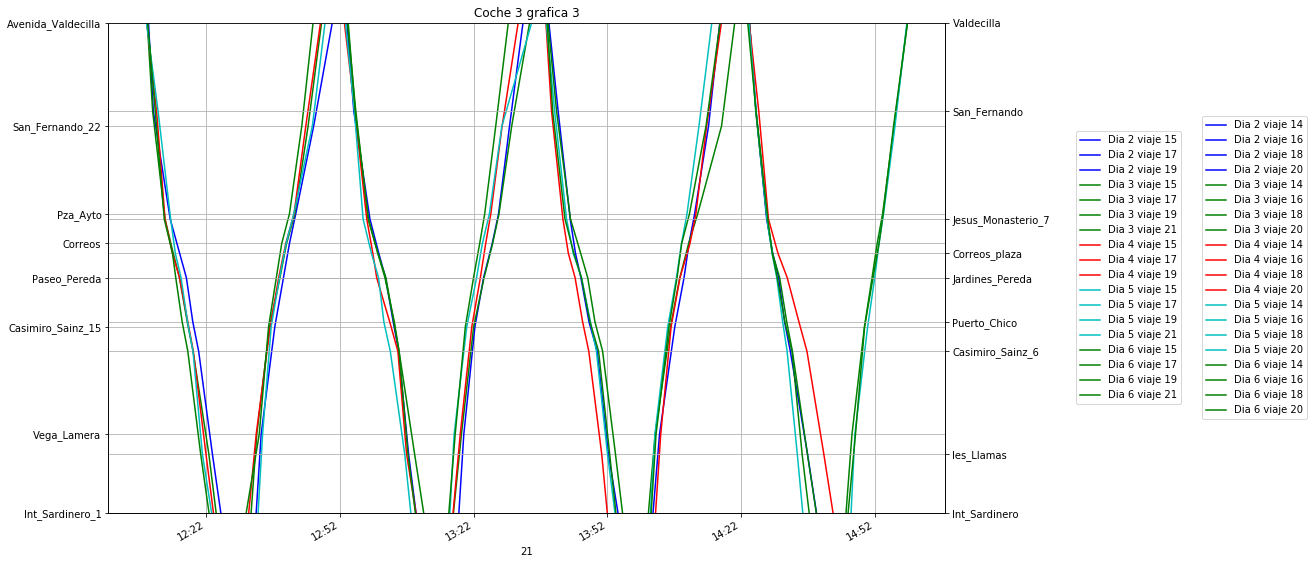 Coche 3 grafica 3
Avenida_Valdecilla
San_Fernando_22
Pza_Ayto
Correos
Paseo_Pereda
Casimiro_Sainz_15
Vega_Lamera
Int_Sardinero_1
Valdecilla
San_Fernando
Jesus_Monasterio_7
Correos_plaza
Jardines_Pereda
Puerto_Chico
Casimiro_Sainz_6
Ies_Llamas
Int_Sardinero
12:22
12:52
13:22
13:52
14:22
14:52
21
Dia 2 viaje 15
Dia 2 viaje 17
Dia 2 viaje 19
Dia 3 viaje 15
Dia 3 viaje 17
Dia 3 viaje 19
Dia 3 viaje 21
Dia 4 viaje 15
Dia 4 viaje 17
Dia 4 viaje 19
Dia 5 viaje 15
Dia 5 viaje 17
Dia 5 viaje 19
Dia 5 viaje 21
Dia 6 viaje 15
Dia 6 viaje 17
Dia 6 viaje 19
Dia 6 viaje 21
Dia 2 viaje 14
Dia 2 viaje 16
Dia 2 viaje 18
Dia 2 viaje 20
Dia 3 viaje 14
Dia 3 viaje 16
Dia 3 viaje 18
Dia 3 viaje 20
Dia 4 viaje 14
Dia 4 viaje 16
Dia 4 viaje 18
Dia 4 viaje 20
Dia 5 viaje 14
Dia 5 viaje 16
Dia 5 viaje 18
Dia 5 viaje 20
Dia 6 viaje 14
Dia 6 viaje 16
Dia 6 viaje 18
Dia 6 viaje 20